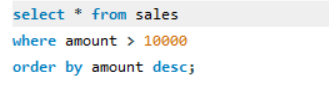 select * from sales
where amount > 10000
order by amount desc;